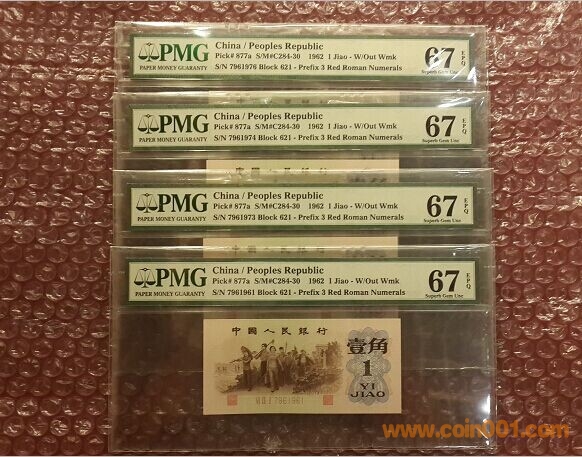 PMG
PAPER MONEY GUARANTY
China / Peoples Republic
Pick# 877a S/M#C284-30 1962 1 Jiao - W/Out Wmk
S/N 7961976 Block 621 - Prefix 3 Red Roman Numerals
67 EPQ
Superb Gem Unc
PMG
PAPER MONEY GUARANTY
China / Peoples Republic
Pick# 877a S/M#C284-30 1962 1 Jiao - W/Out Wmk
S/N 7961974 Block 621 - Prefix 3 Red Roman Numerals
67 EPQ
Superb Gem Unc
PMG
PAPER MONEY GUARANTY
China / Peoples Republic
Pick# 877a S/M#C284-30 1962 1 Jiao - W/Out Wmk
S/N 7961973 Block 621 - Prefix 3 Red Roman Numerals
67 EPQ
Superb Gem Unc
PMG
PAPER MONEY GUARANTY
China / Peoples Republic
Pick# 877a S/M#C284-30 1962 1 Jiao - W/Out Wmk
S/N 7961961 Block 621 - Prefix 3 Red Roman Numerals
67 EPQ
Superb Gem Unc
中國人民銀行
壹角
1
YI
JIAO
7961961
www.coin001.com